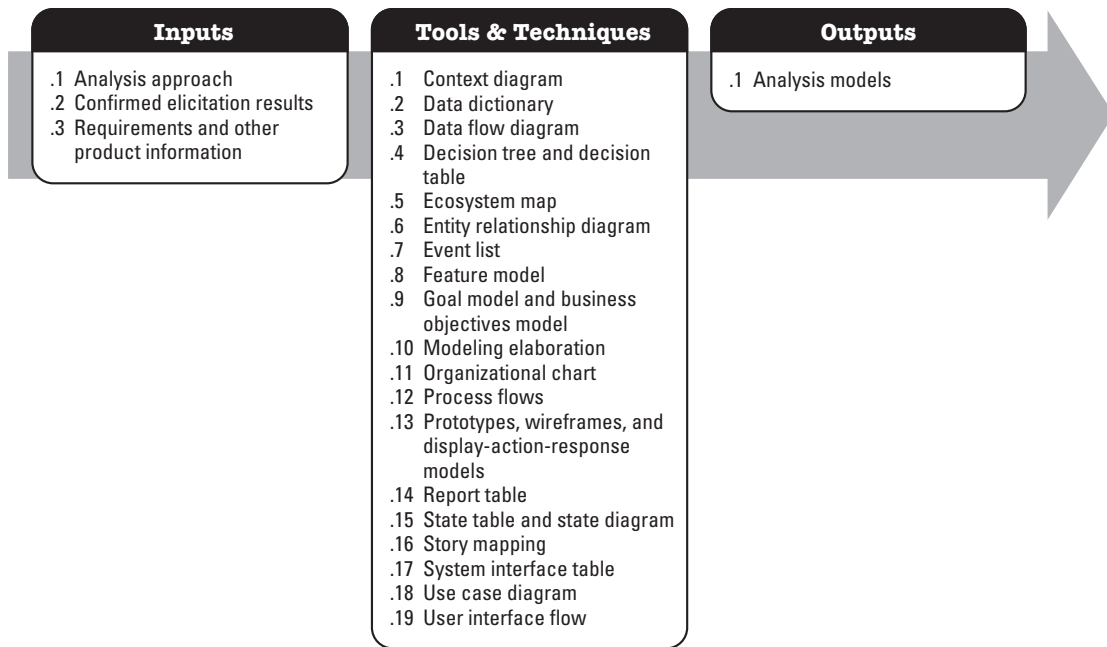 Inputs
.1 Analysis approach
.2 Confirmed elicitation results
.3 Requirements and other
product information
Tools & Techniques
.1 Context diagram
.2 Data dictionary
.3 Data flow diagram
.4 Decision tree and decision
table
.5 Ecosystem map
.6 Entity relationship diagram
.7 Event list
.8 Feature model
.9 Goal model and business
objectives model
.10 Modeling elaboration
.11 Organizational chart
.12 Process flows
.13 Prototypes, wireframes, and
display-action-response
models
.14 Report table
.15 State table and state diagram
.16 Story mapping
.17 System interface table
.18 Use case diagram
.19 User interface flow
Outputs
.1 Analysis models